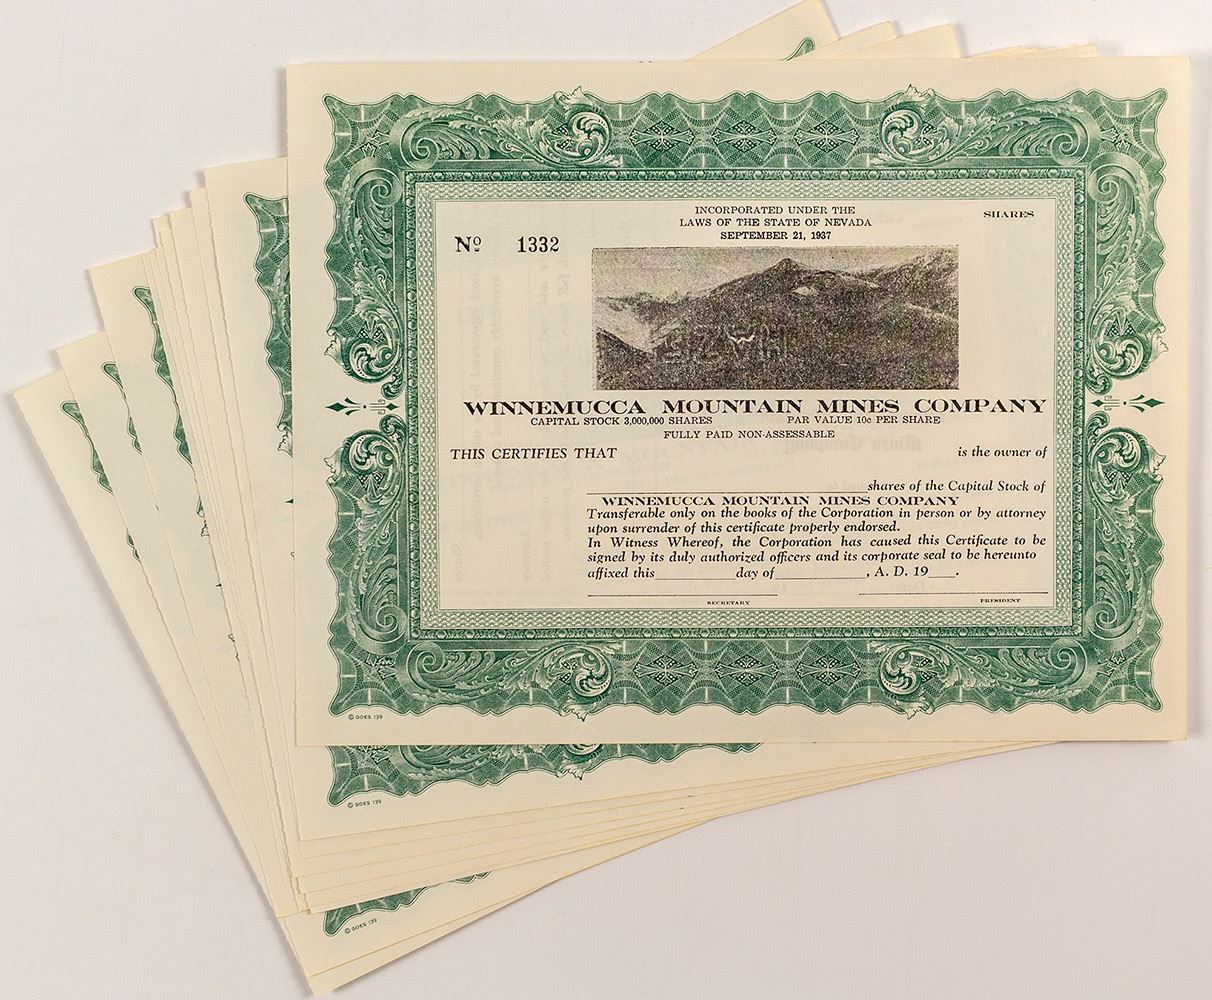 INCORPORATED UNDER THE
LAWS OF THE STATE OF NEVADA
SEPTEMBER 21, 1937
SHARES
Nº 1332
WINNEMUCCA MOUNTAIN MINES COMPANY
CAPITAL STOCK 3,000,000 SHARES PAR VALUE 10c PER SHARE
FULLY PAID NON-ASSESSABLE
THIS CERTIFIES THAT is the owner of
shares of the Capital Stock of
WINNEMUCCA MOUNTAIN MINES COMPANY
Transferable only on the books of the Corporation in person or by attorney
upon surrender of this certificate properly endorsed.
In Witness Whereof, the Corporation has caused this Certificate to be
signed by its duly authorized officers and its corporate seal to be hereunto
affixed this __________ day of ____________, A. D. 19___.
SECRETARY PRESIDENT
© GOES 139
© GOES 139
© GOES 139